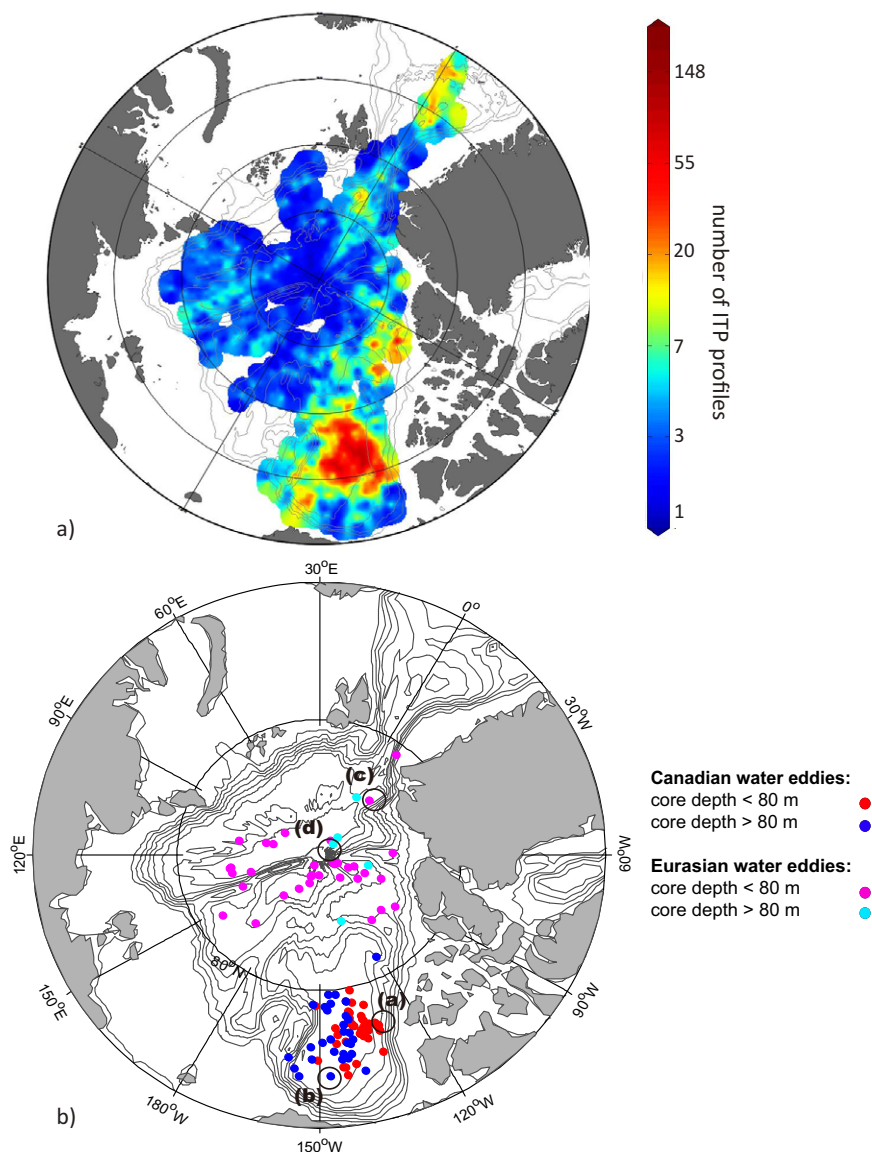 148
55
20
7
3
1
number of ITP profiles
a)
30°E
60°E
0°
90°E
30°W
(c)
(d)
120°E
60°W
80°N
150°E
(a)
90°W
(b)
180°W
120°W
150°W
b)
Canadian water eddies:
core depth < 80 m
core depth > 80 m
Eurasian water eddies:
core depth < 80 m
core depth > 80 m